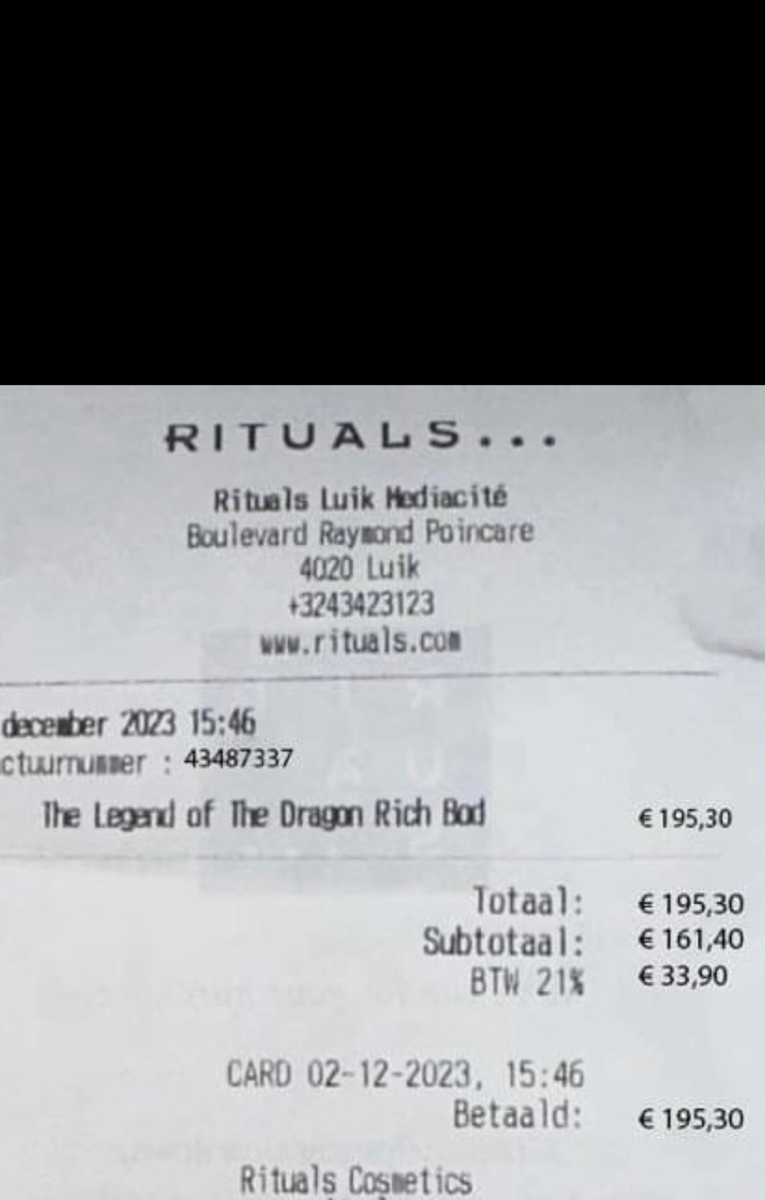 RITUALS...
Rituals Luik Mediacité
Boulevard Raymond Poincare
4020 Luik
+3243423123
www.rituals.com
december 2023 15:46
ctuurnummer : 43487337
The Legend of The Dragon Rich Bod € 195,30
Totaal: € 195,30
Subtotaal: € 161,40
BTW 21% € 33,90
CARD 02-12-2023, 15:46
Betaald: € 195,30
Rituals Cosmetics